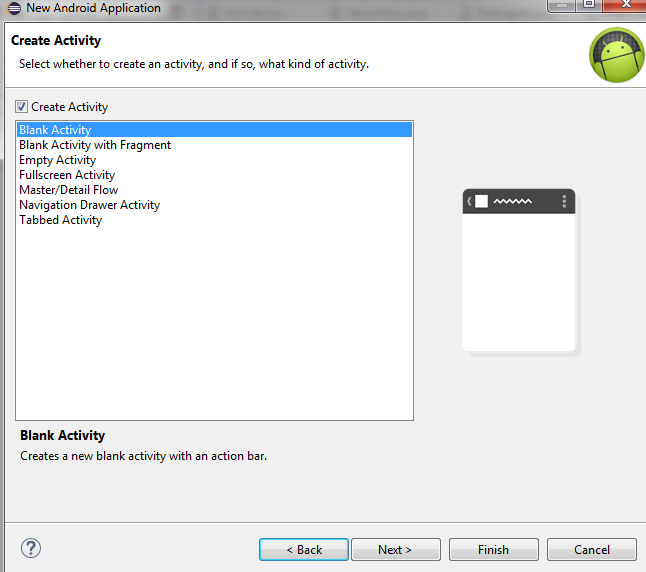 New Android Application
Create Activity
Select whether to create an activity, and if so, what kind of activity.
Create Activity
Blank Activity
Blank Activity with Fragment
Empty Activity
Fullscreen Activity
Master/Detail Flow
Navigation Drawer Activity
Tabbed Activity
Blank Activity
Creates a new blank activity with an action bar.
? < Back Next > Finish Cancel